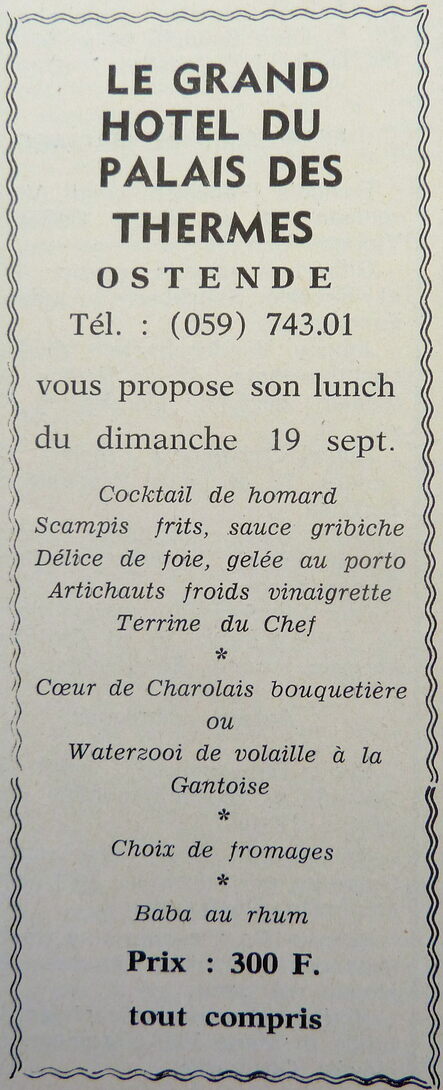 LE GRAND
HOTEL DU
PALAIS DES
THERMES
OSTENDE
Tél. : (059) 743.01
vous propose son lunch
du dimanche 19 sept.
Cocktail de homard
Scampis frits, sauce gribiche
Délice de foie, gelée au porto
Artichauts froids vinaigrette
Terrine du Chef
*
Cœur de Charolais bouquetière
ou
Waterzooi de volaille à la
Gantoise
*
Choix de fromages
*
Baba au rhum
Prix : 300 F.
tout compris